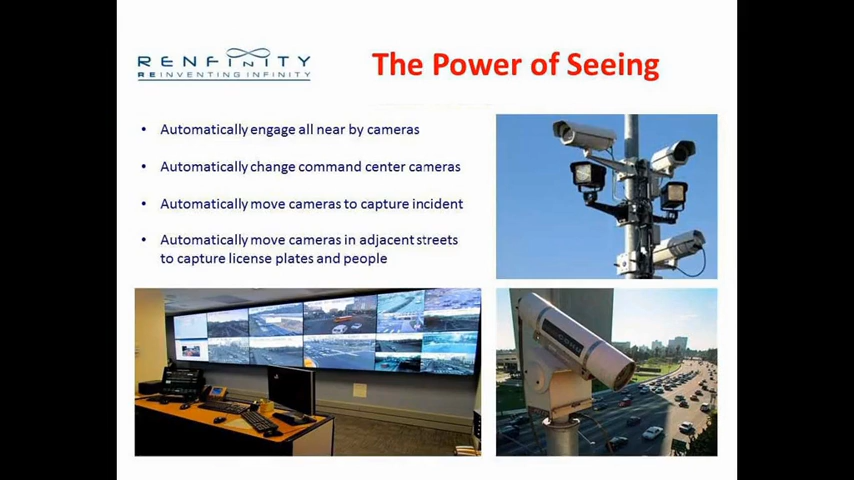 RENFINITY
REINVENTING INFINITY
The Power of Seeing
• Automatically engage all near by cameras
• Automatically change command center cameras
• Automatically move cameras to capture incident
• Automatically move cameras in adjacent streets
to capture license plates and people